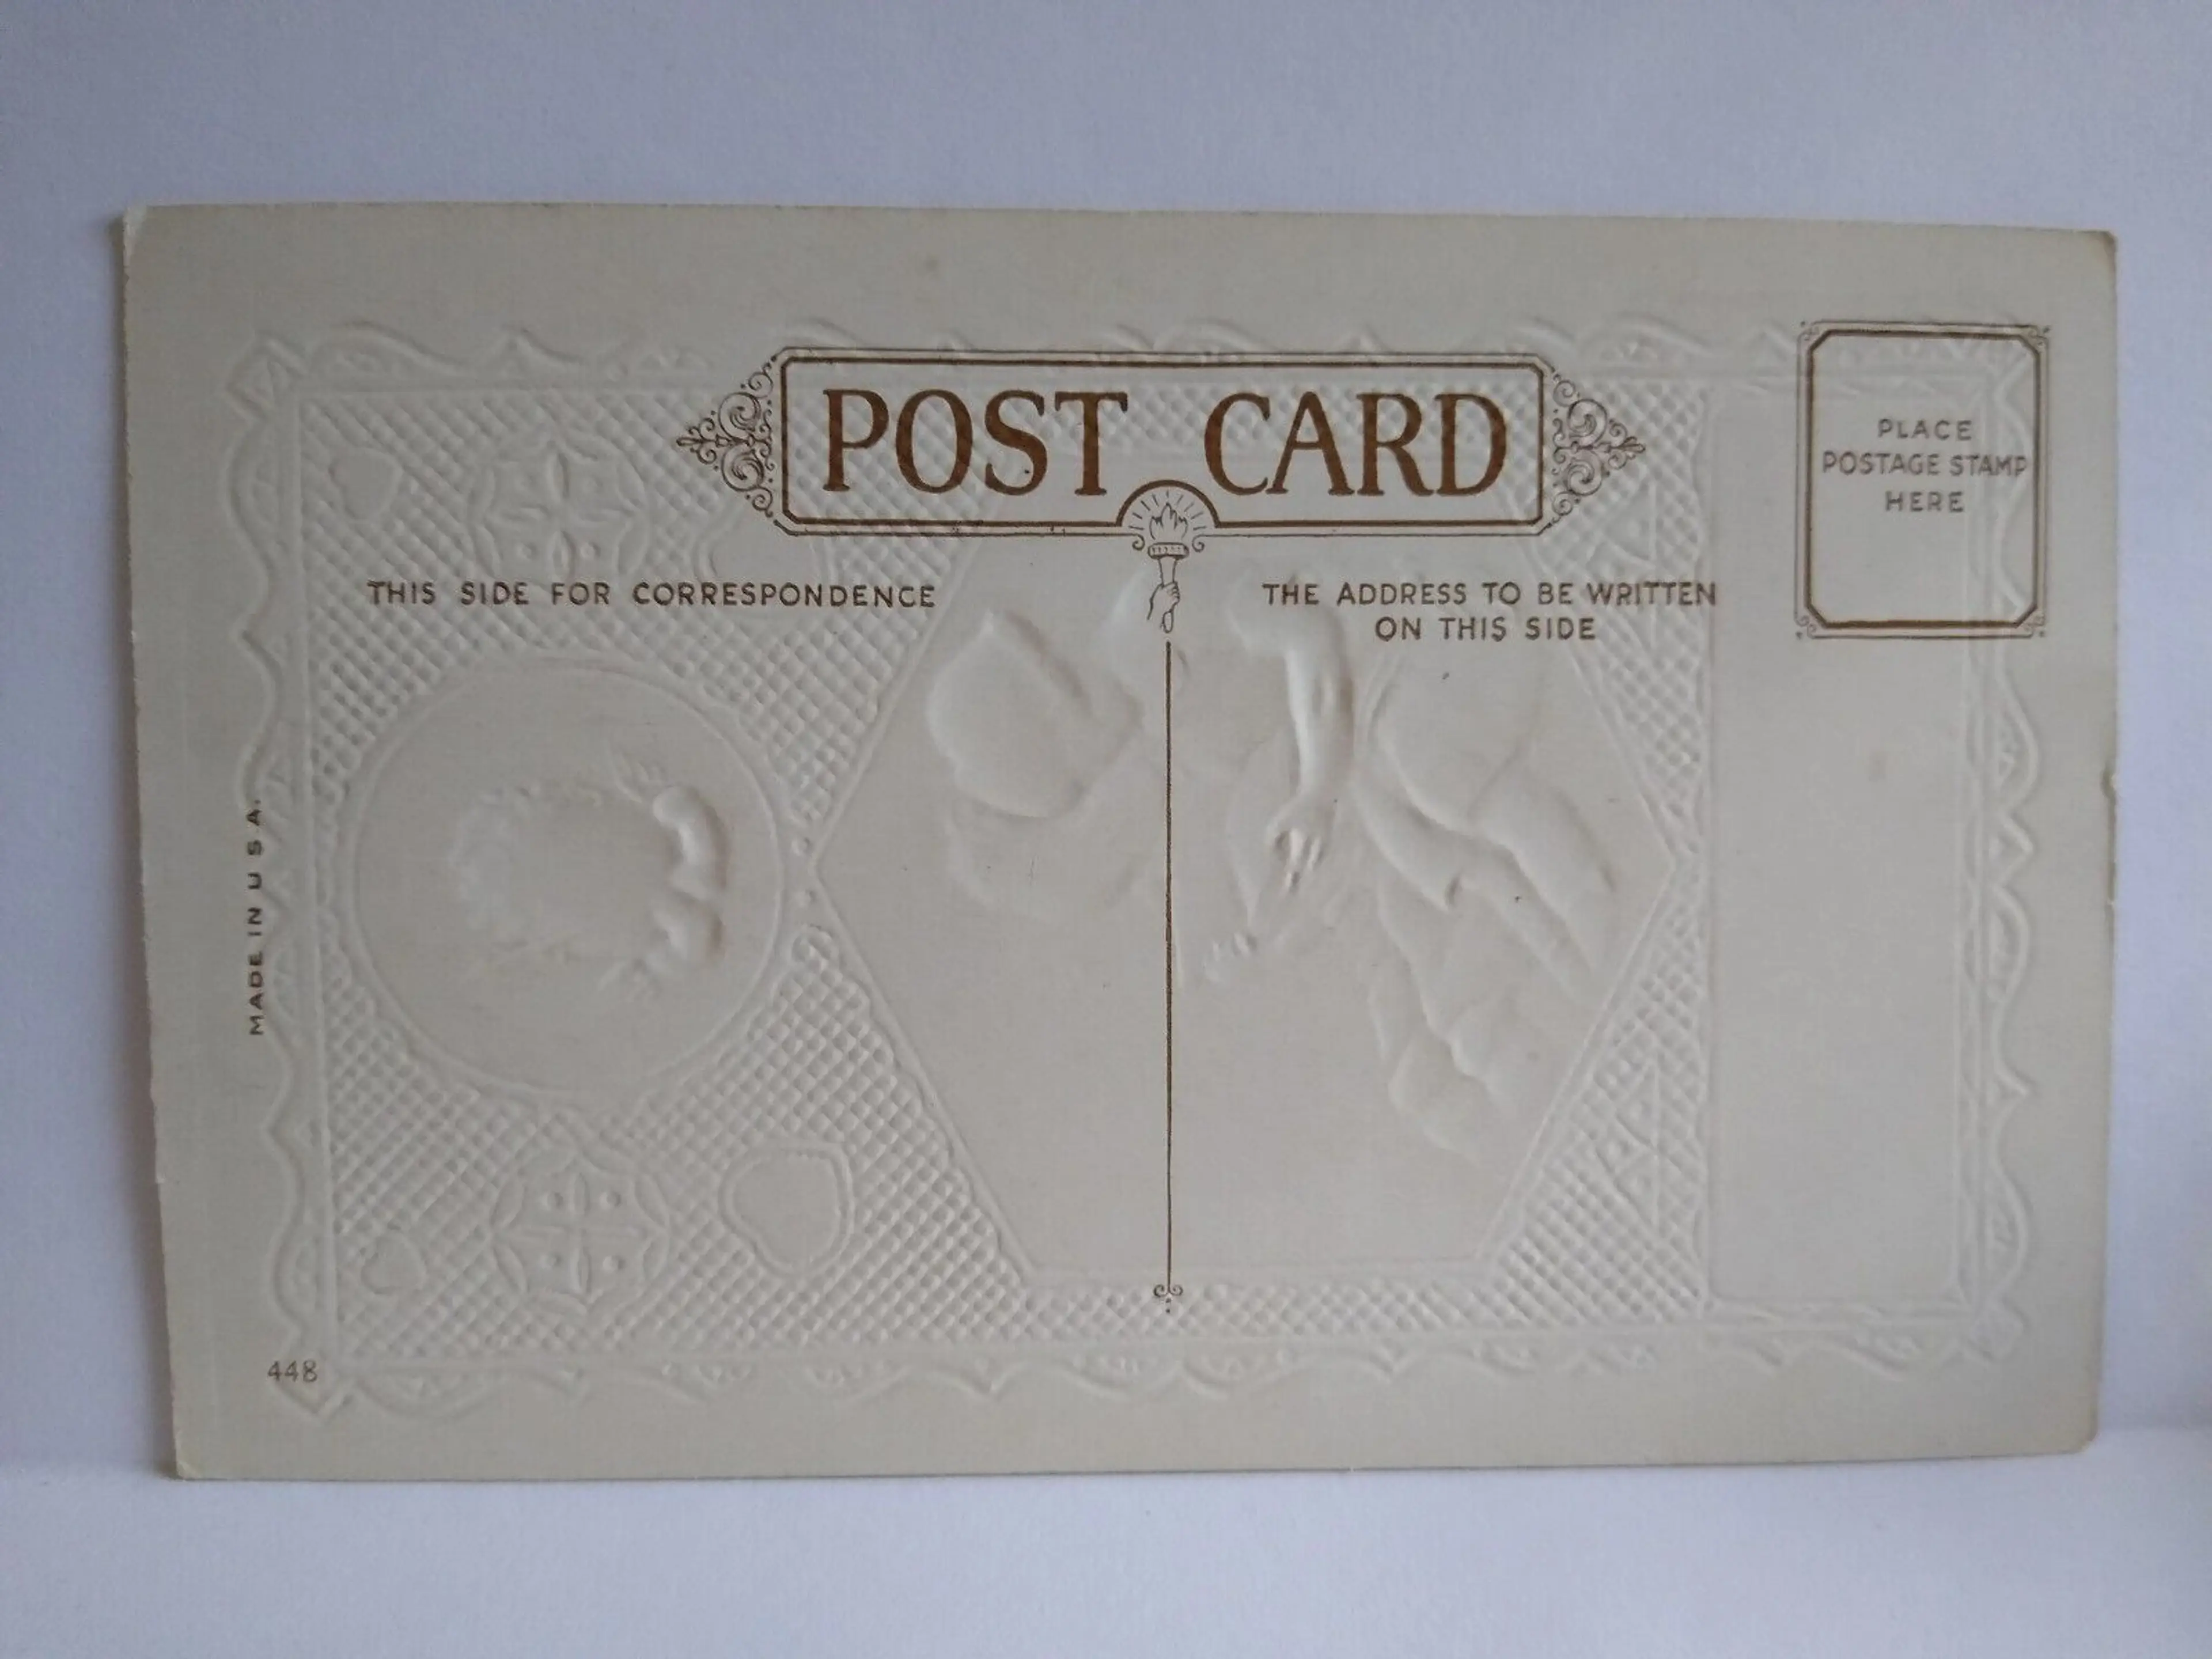 POST CARD
PLACE
POSTAGE STAMP
HERE
THIS SIDE FOR CORRESPONDENCE
THE ADDRESS TO BE WRITTEN
ON THIS SIDE
MADE IN U S A.
448